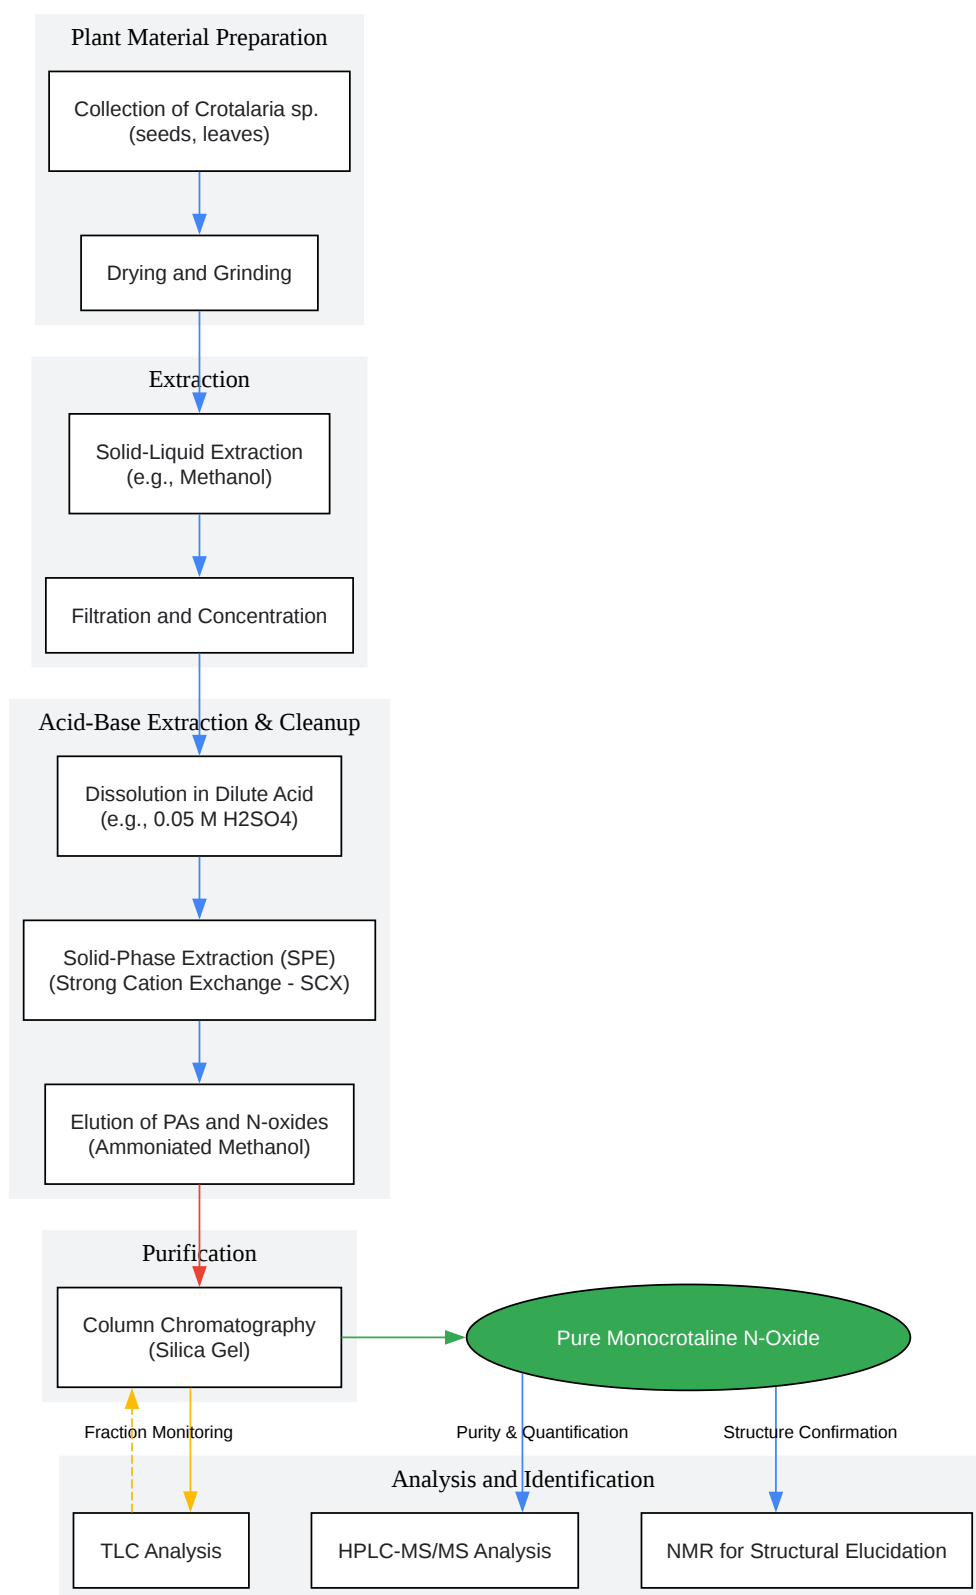 Plant Material Preparation
Collection of Crotalaria sp.
(seeds, leaves)
Drying and Grinding
Extraction
Solid-Liquid Extraction
(e.g., Methanol)
Filtration and Concentration
Acid-Base Extraction & Cleanup
Dissolution in Dilute Acid
(e.g., 0.05 M H2SO4)
Solid-Phase Extraction (SPE)
(Strong Cation Exchange - SCX)
Elution of PAs and N-oxides
(Ammoniated Methanol)
Purification
Column Chromatography
(Silica Gel)
Pure Monocrotaline N-Oxide
Fraction Monitoring
Purity & Quantification
Structure Confirmation
Analysis and Identification
TLC Analysis
HPLC-MS/MS Analysis
NMR for Structural Elucidation